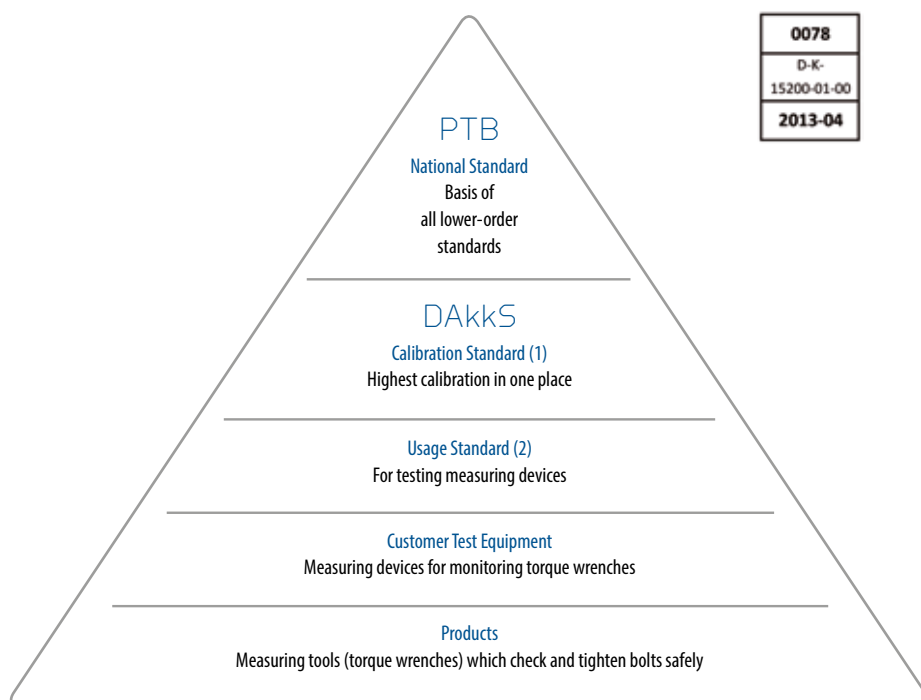 0078
D-K-
15200-01-00
2013-04
PTB
National Standard
Basis of
all lower-order
standards
DAkkS
Calibration Standard (1)
Highest calibration in one place
Usage Standard (2)
For testing measuring devices
Customer Test Equipment
Measuring devices for monitoring torque wrenches
Products
Measuring tools (torque wrenches) which check and tighten bolts safely